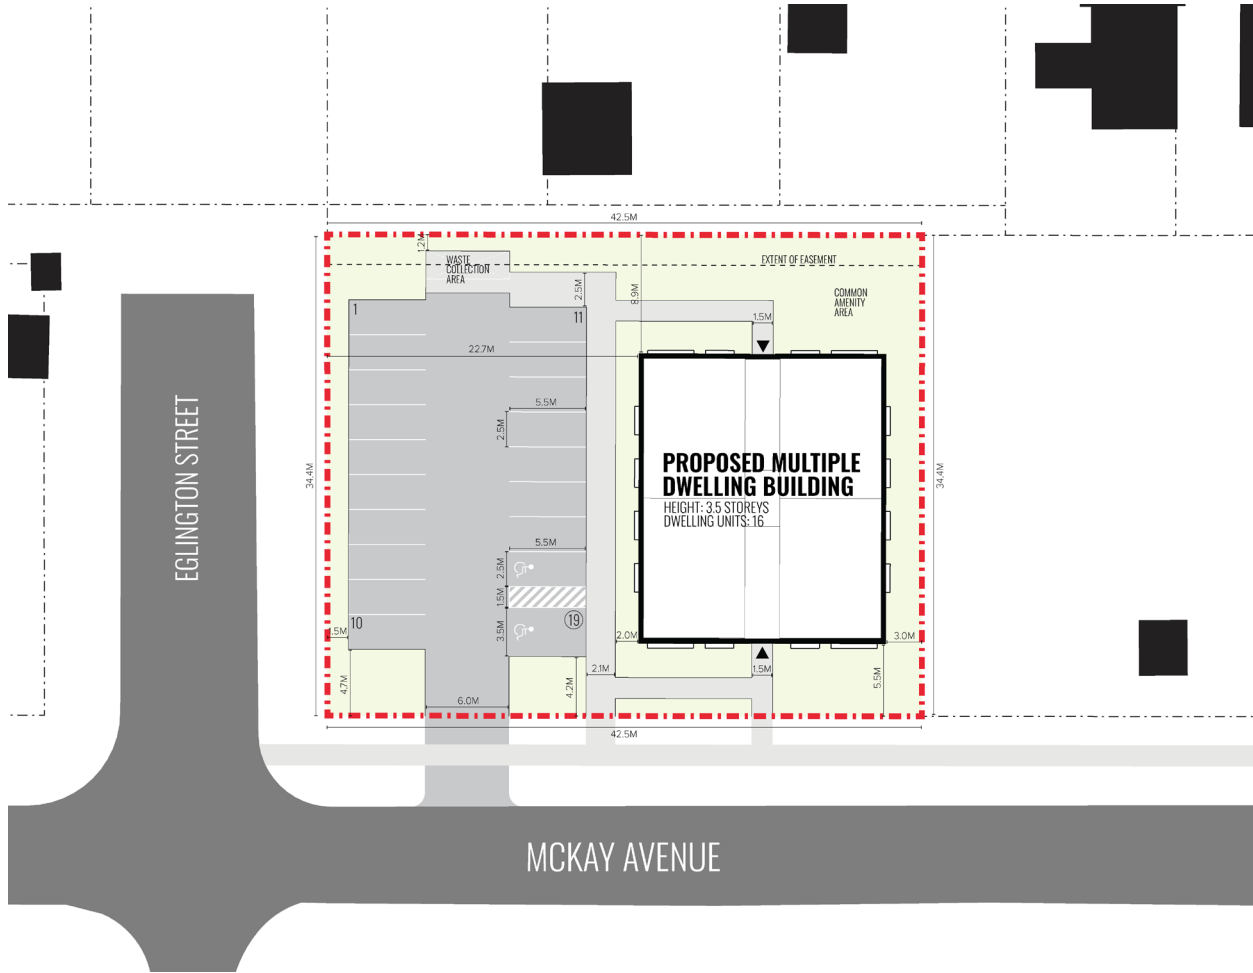 42.5M
1.2M
WASTE
COLLECTION
AREA
EXTENT OF EASEMENT
2.5M
8.9M
COMMON
AMENITY
AREA
1
11
1.5M
22.7M
5.5M
2.5M
34.4M
34.4M
EGLINGTON STREET
PROPOSED MULTIPLE
DWELLING BUILDING
HEIGHT: 3.5 STOREYS
DWELLING UNITS: 16
5.5M
2.5M
1.5M
3.5M
10
19
.5M
2.0M
3.0M
2.1M
1.5M
4.7M
4.2M
5.5M
6.0M
42.5M
MCKAY AVENUE